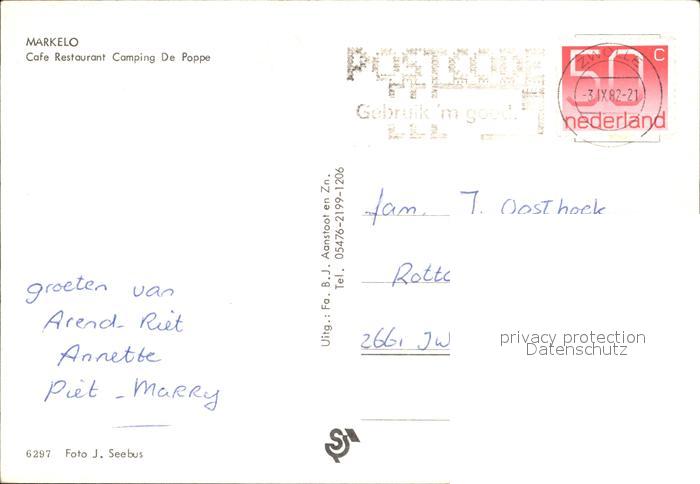 MARKELO
Cafe Restaurant Camping De Poppe
Gebruik 'm goed.
ZWOLLE
-3.IX.82-21
50 C
nederland
Uitg.: Fa. B.J. Aanstoot en Zn.
Tel. 05476-2199-1206
fam. J. Oosthoek
Rotto
2661 JW
privacy protection
Datenschutz
groeten van
Arend-Riet
Annette
Piet - Marry
6297 Foto J. Seebus